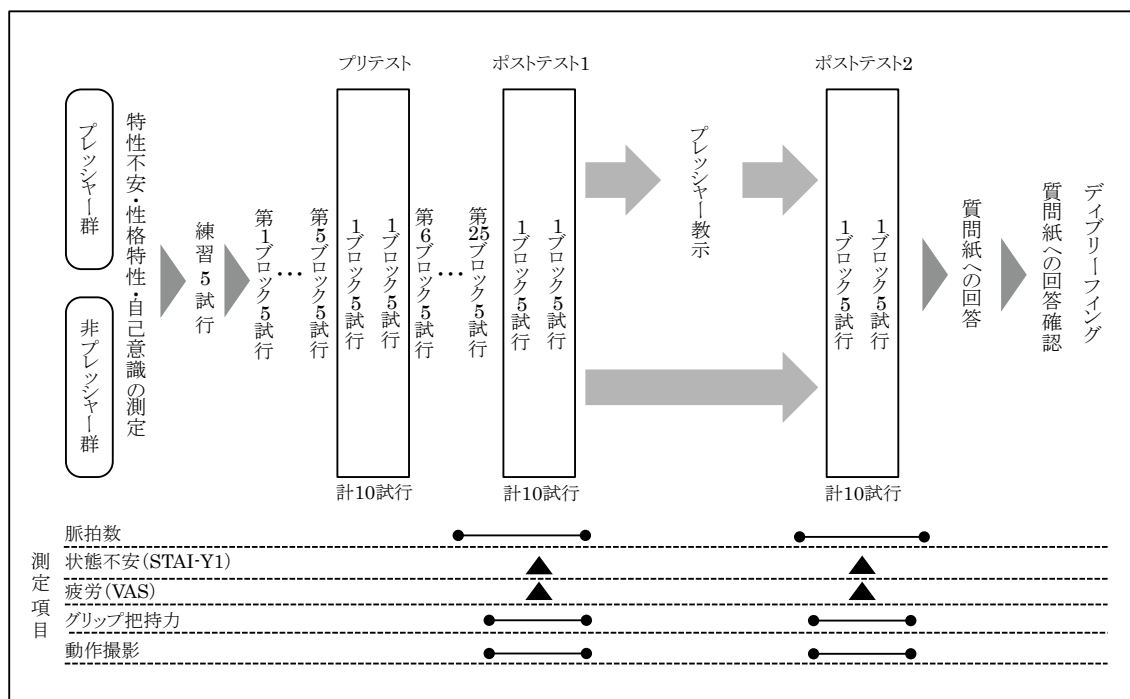 プリテスト
ポストテスト1
ポストテスト2
プレッシャー群
非プレッシャー群
特性不安・性格特性・自己意識の測定
練習5試行
第1ブロック5試行
…
第5ブロック5試行
1ブロック5試行
1ブロック5試行
第6ブロック5試行
…
第25ブロック5試行
1ブロック5試行
1ブロック5試行
プレッシャー教示
1ブロック5試行
1ブロック5試行
質問紙への回答
質問紙への回答確認
ディブリーフィング
計10試行
計10試行
計10試行
測定項目
脈拍数
状態不安(STAI-Y1)
疲労(VAS)
グリップ把持力
動作撮影